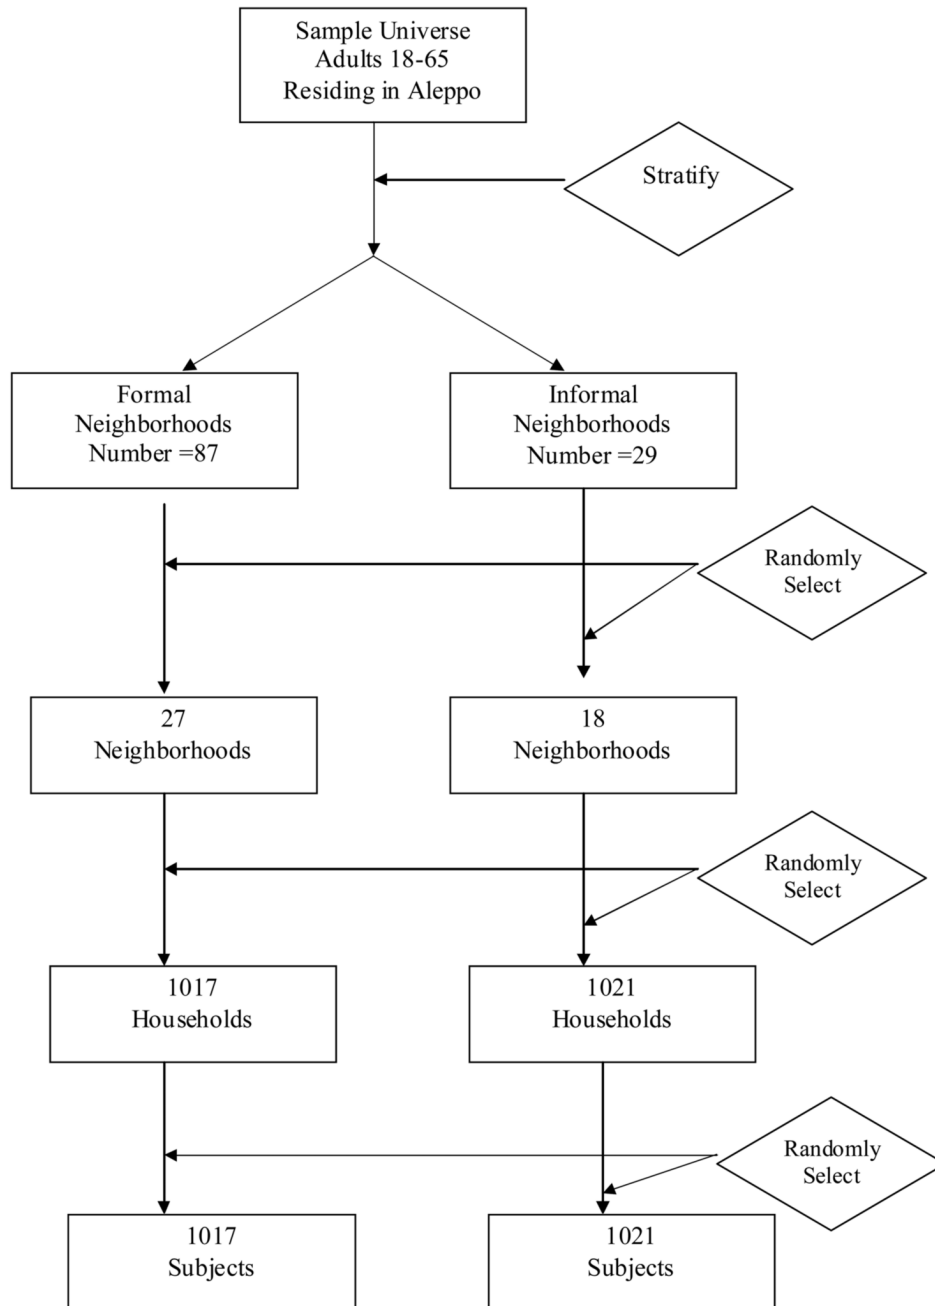 Sample Universe
Adults 18-65
Residing in Aleppo
Stratify
Formal
Neighborhoods
Number =87
Informal
Neighborhoods
Number =29
Randomly
Select
27
Neighborhoods
18
Neighborhoods
Randomly
Select
1017
Households
1021
Households
Randomly
Select
1017
Subjects
1021
Subjects